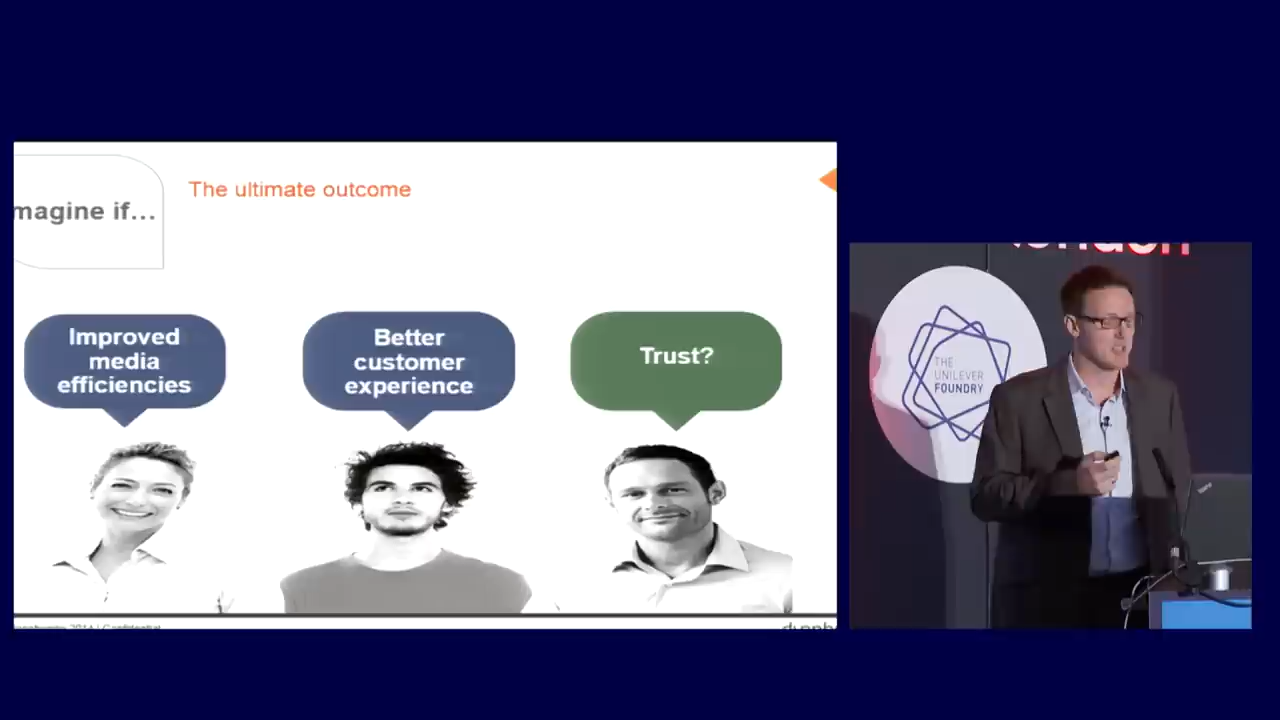 magine if...
The ultimate outcome
Improved
media
efficiencies
Better
customer
experience
Trust?
THE
UNILEVER
FOUNDRY